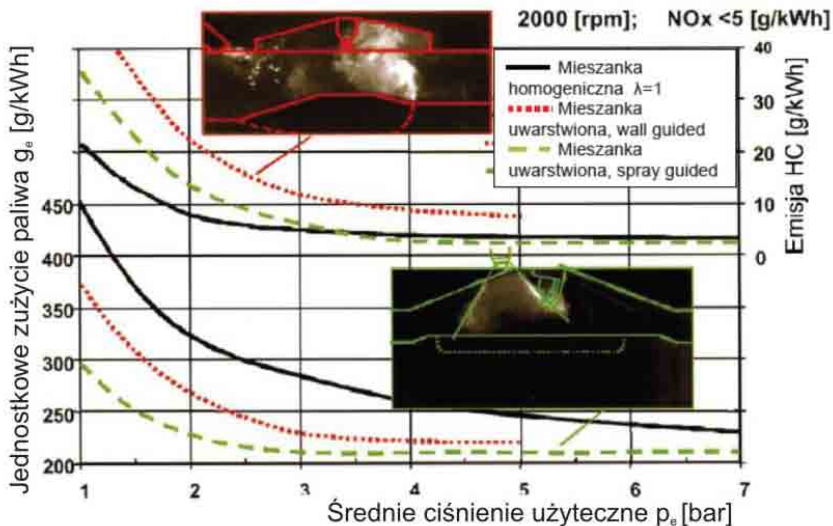 2000 [rpm]; NOx <5 [g/kWh]
Mieszanka
homogeniczna λ=1
Mieszanka
uwarstwiona, wall guided
Mieszanka
uwarstwiona, spray guided
Jednostkowe zużycie paliwa gₑ [g/kWh]
450
400
350
300
250
200
Emisja HC [g/kWh]
40
30
20
10
0
1 2 3 4 5 6 7
Średnie ciśnienie użyteczne pₑ [bar]